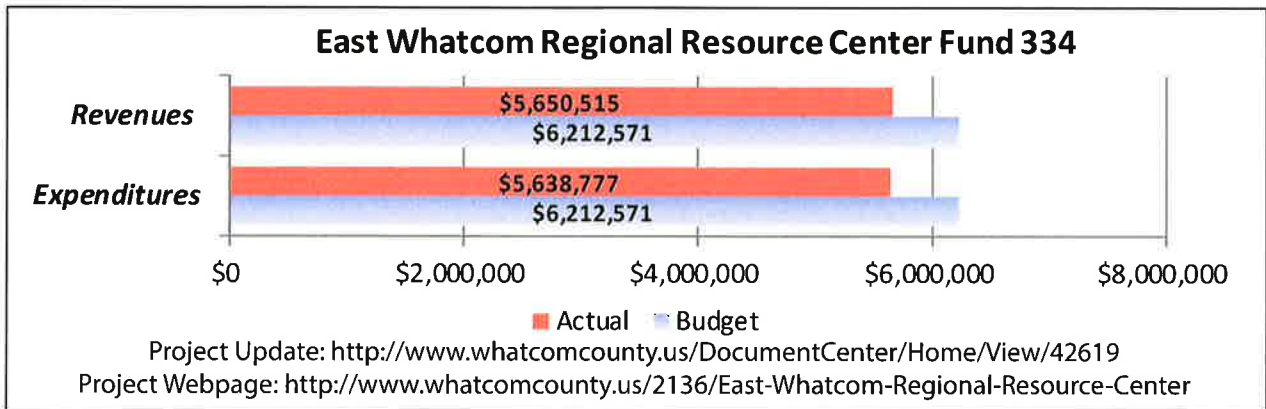 East Whatcom Regional Resource Center Fund 334
Revenues
$5,650,515
$6,212,571
Expenditures
$5,638,777
$6,212,571
$0 $2,000,000 $4,000,000 $6,000,000 $8,000,000
Actual Budget
Project Update: http://www.whatcomcounty.us/DocumentCenter/Home/View/42619
Project Webpage: http://www.whatcomcounty.us/2136/East-Whatcom-Regional-Resource-Center